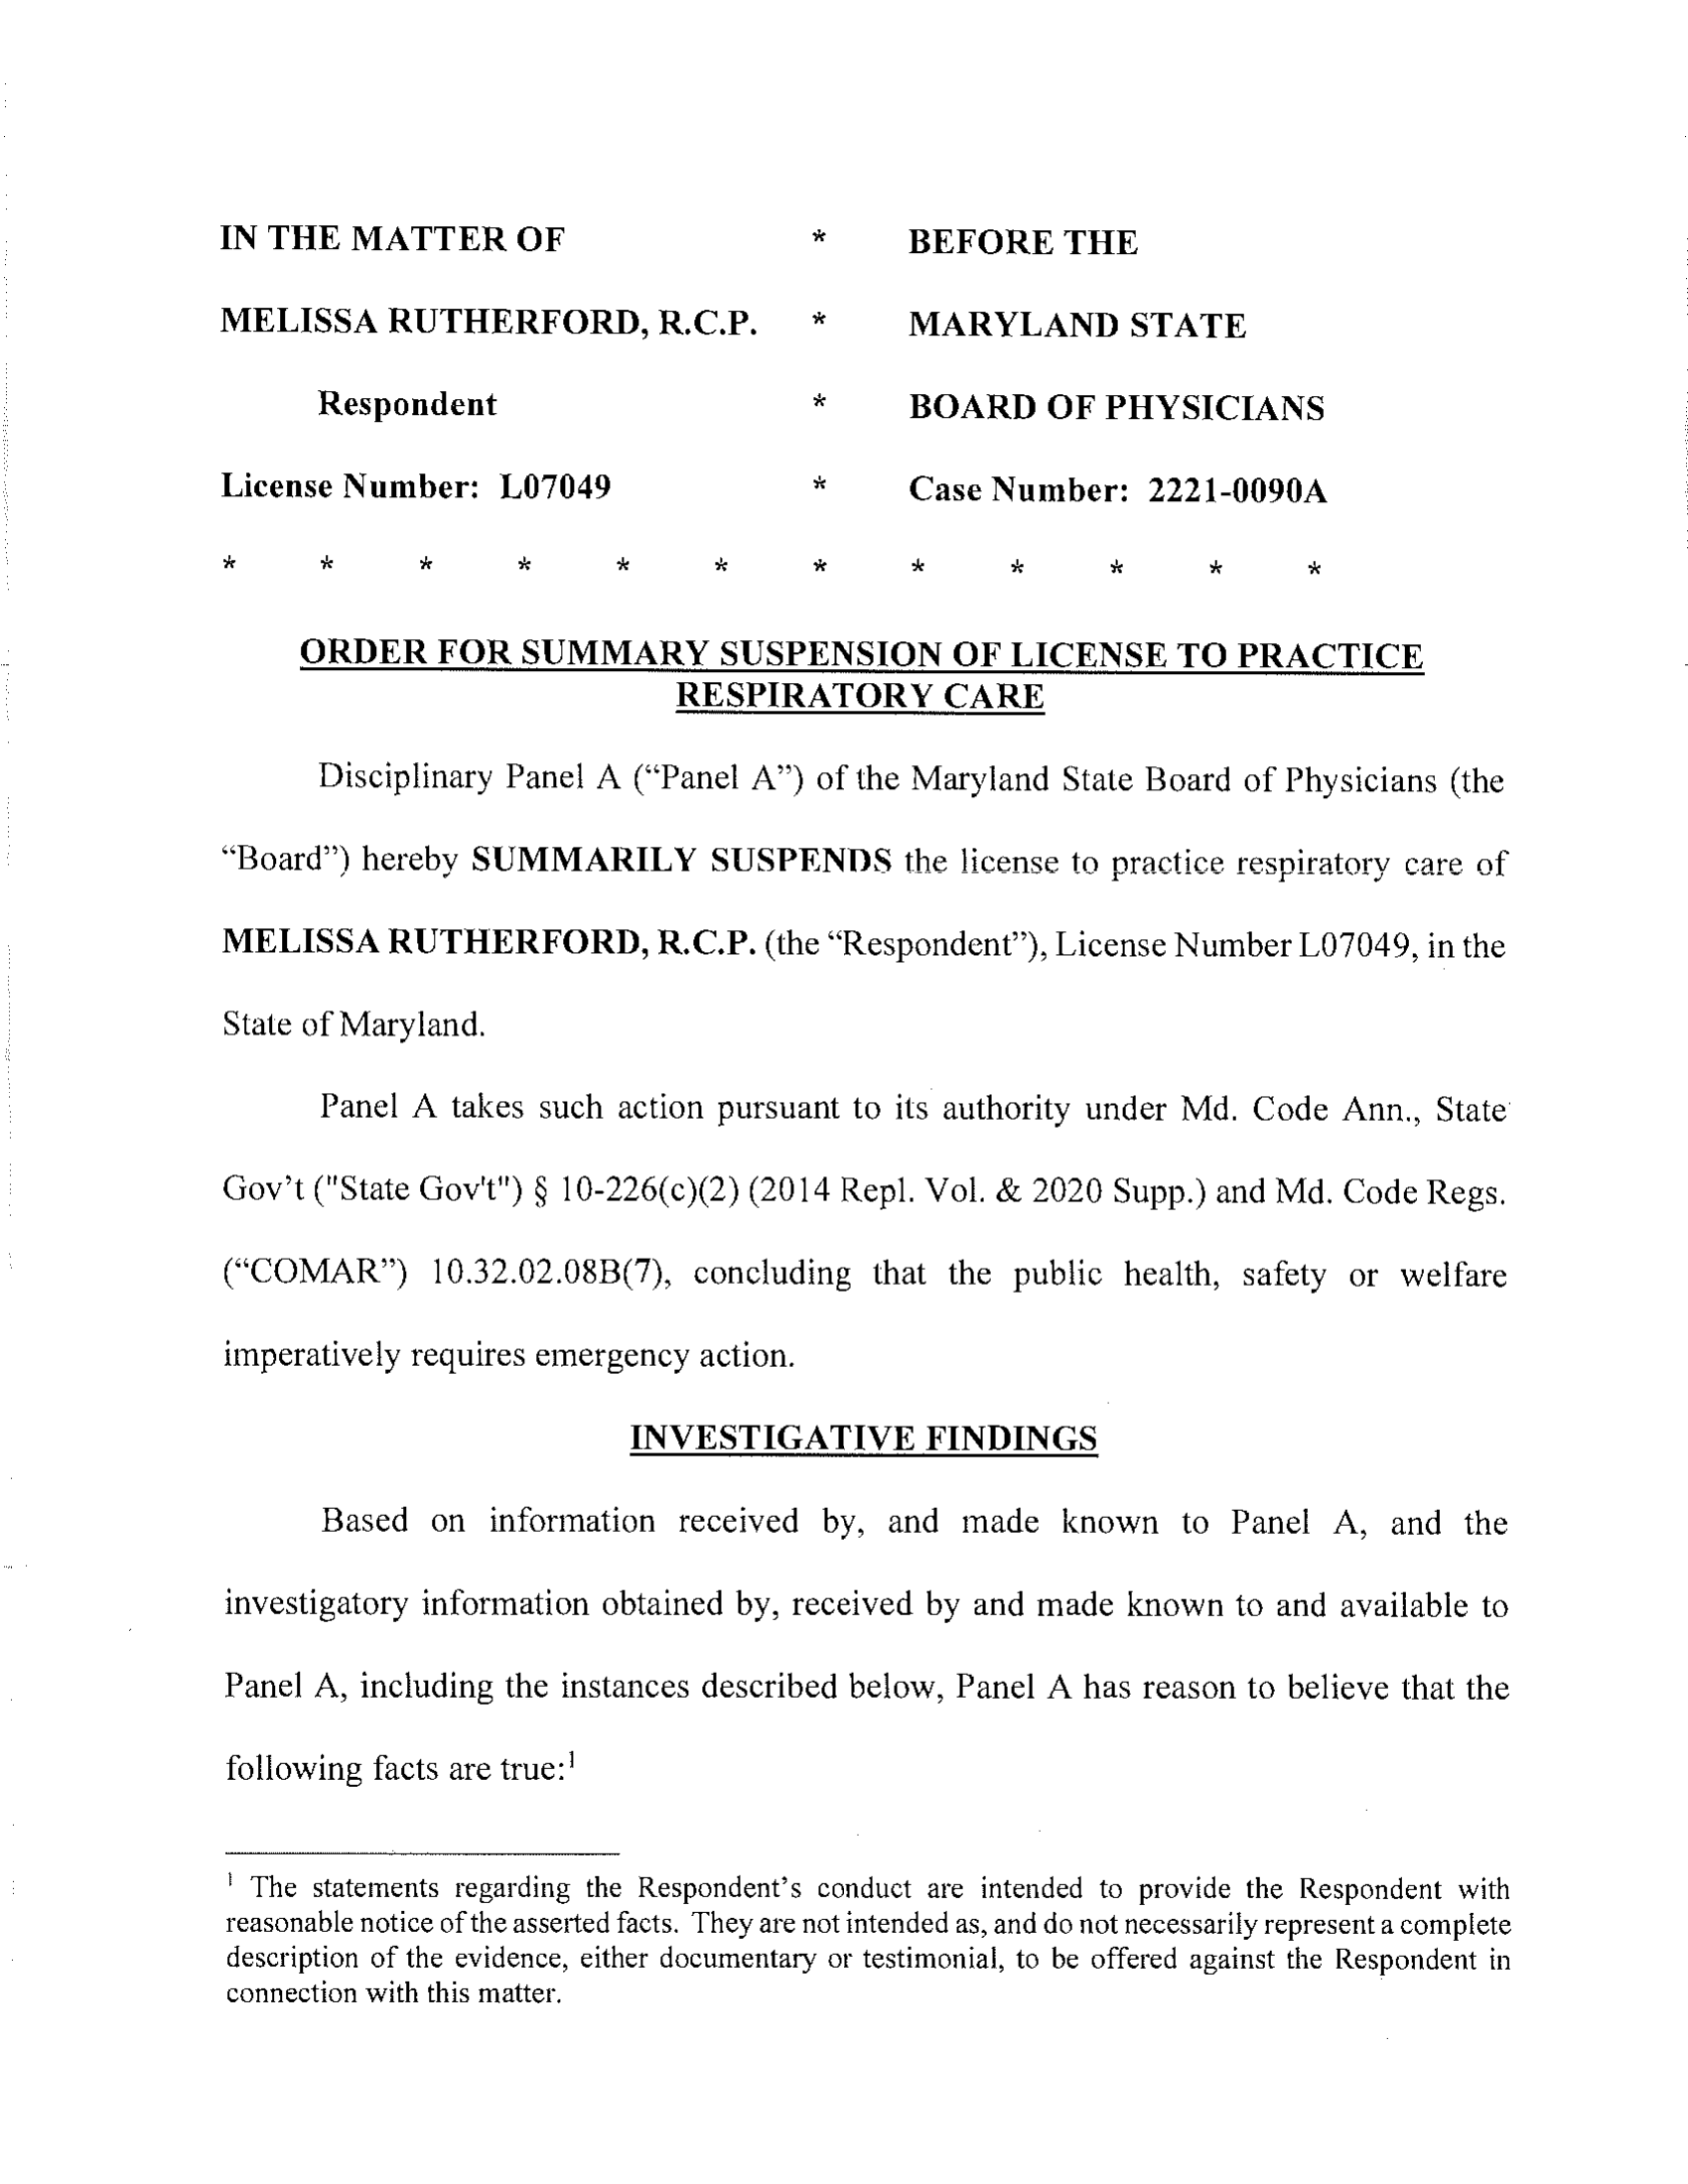 IN THE MATTER OF * BEFORE THE
MELISSA RUTHERFORD, R.C.P. * MARYLAND STATE
Respondent * BOARD OF PHYSICIANS
License Number: L07049 * Case Number: 2221-0090A
* * * * * * * * * * * *
ORDER FOR SUMMARY SUSPENSION OF LICENSE TO PRACTICE
RESPIRATORY CARE
Disciplinary Panel A (“Panel A”) of the Maryland State Board of Physicians (the
“Board”) hereby SUMMARILY SUSPENDS the license to practice respiratory care of
MELISSA RUTHERFORD, R.C.P. (the “Respondent”), License Number L07049, in the
State of Maryland.
Panel A takes such action pursuant to its authority under Md. Code Ann., State
Gov’t ("State Gov't") § 10-226(c)(2) (2014 Repl. Vol. & 2020 Supp.) and Md. Code Regs.
(“COMAR”) 10.32.02.08B(7), concluding that the public health, safety or welfare
imperatively requires emergency action.
INVESTIGATIVE FINDINGS
Based on information received by, and made known to Panel A, and the
investigatory information obtained by, received by and made known to and available to
Panel A, including the instances described below, Panel A has reason to believe that the
following facts are true:¹
¹ The statements regarding the Respondent’s conduct are intended to provide the Respondent with
reasonable notice of the asserted facts. They are not intended as, and do not necessarily represent a complete
description of the evidence, either documentary or testimonial, to be offered against the Respondent in
connection with this matter.